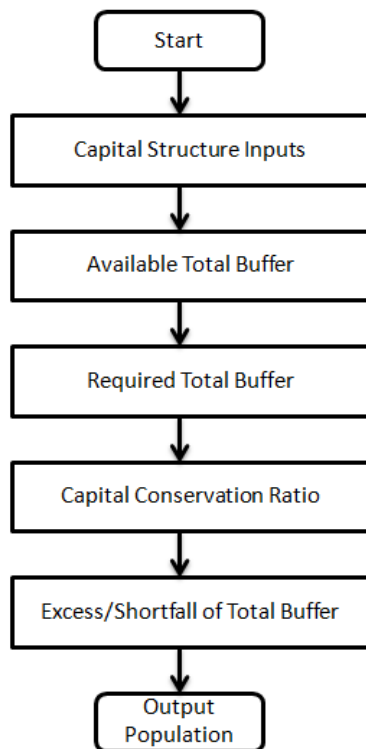 Start
Capital Structure Inputs
Available Total Buffer
Required Total Buffer
Capital Conservation Ratio
Excess/Shortfall of Total Buffer
Output
Population